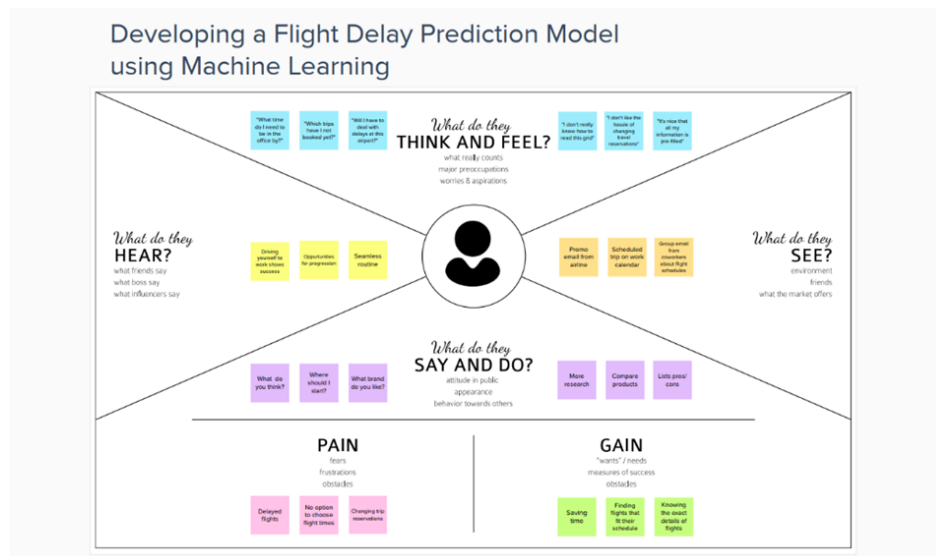 Developing a Flight Delay Prediction Model
using Machine Learning
"What time
do I need to
be in the
office by?"
"Which trips
have I not
booked yet?"
"Will I have to
deal with
delays at this
airport?"
What do they
THINK AND FEEL?
what really counts
major preoccupations
worries & aspirations
"I don't really
know how to
read this grid"
"I don't like the
hassle of
changing
travel
reservations"
"It's nice that
all my
information is
pre-filled"
What do they
HEAR?
what friends say
what boss say
what influencers say
Driving
yourself to
work shows
success
Opportunities
for progression
Seamless
routine
Promo
email from
airline
Scheduled
trip on work
calendar
Group email
from
coworkers
about flight
schedules
What do they
SEE?
environment
friends
what the market offers
What do
you think?
Where
should I
start?
What brand
do you like?
What do they
SAY AND DO?
attitude in public
appearance
behavior towards others
More
research
Compare
products
Lists pros/
cons
PAIN
fears
frustrations
obstacles
Delayed
flights
No option
to choose
flight times
Changing trip
reservations
GAIN
"wants" / needs
measures of success
obstacles
Saving
time
Finding
flights that
fit their
schedule
Knowing
the exact
details of
flights